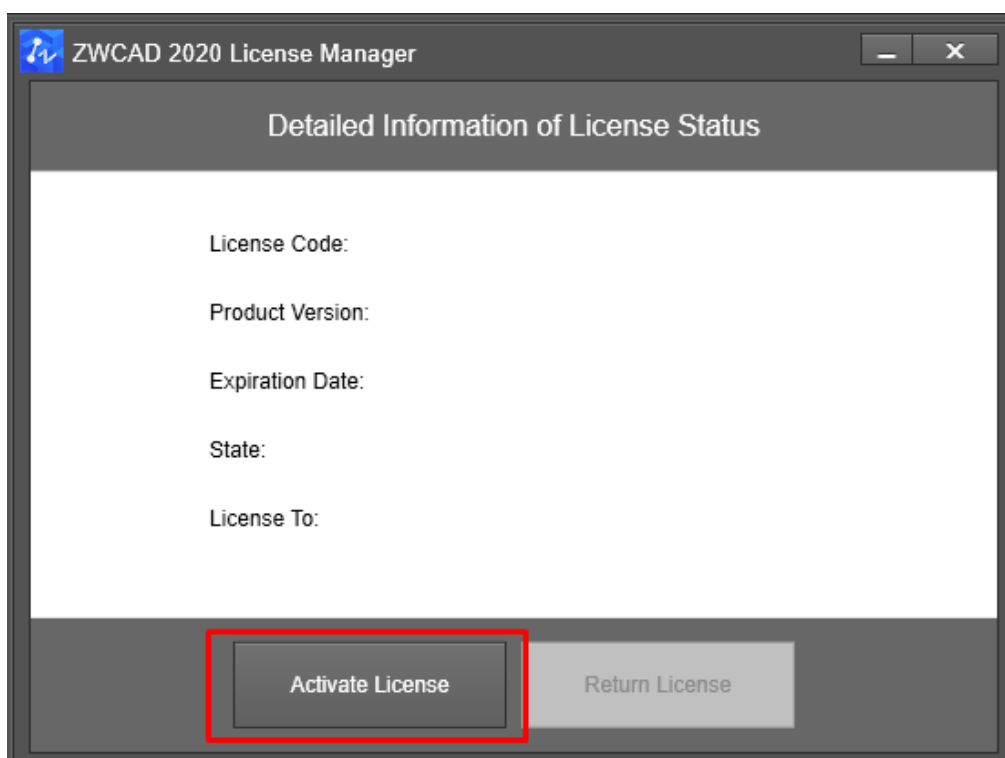 ZWCAD 2020 License Manager
Detailed Information of License Status
License Code:
Product Version:
Expiration Date:
State:
License To:
Activate License
Return License